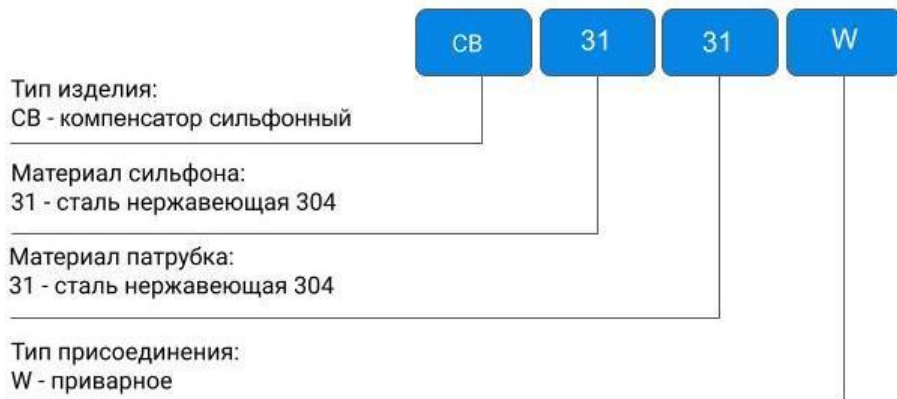 CB 31 31 W
Тип изделия:
СВ - компенсатор сильфонный
Материал сильфона:
31 - сталь нержавеющая 304
Материал патрубка:
31 - сталь нержавеющая 304
Тип присоединения:
W - приварное